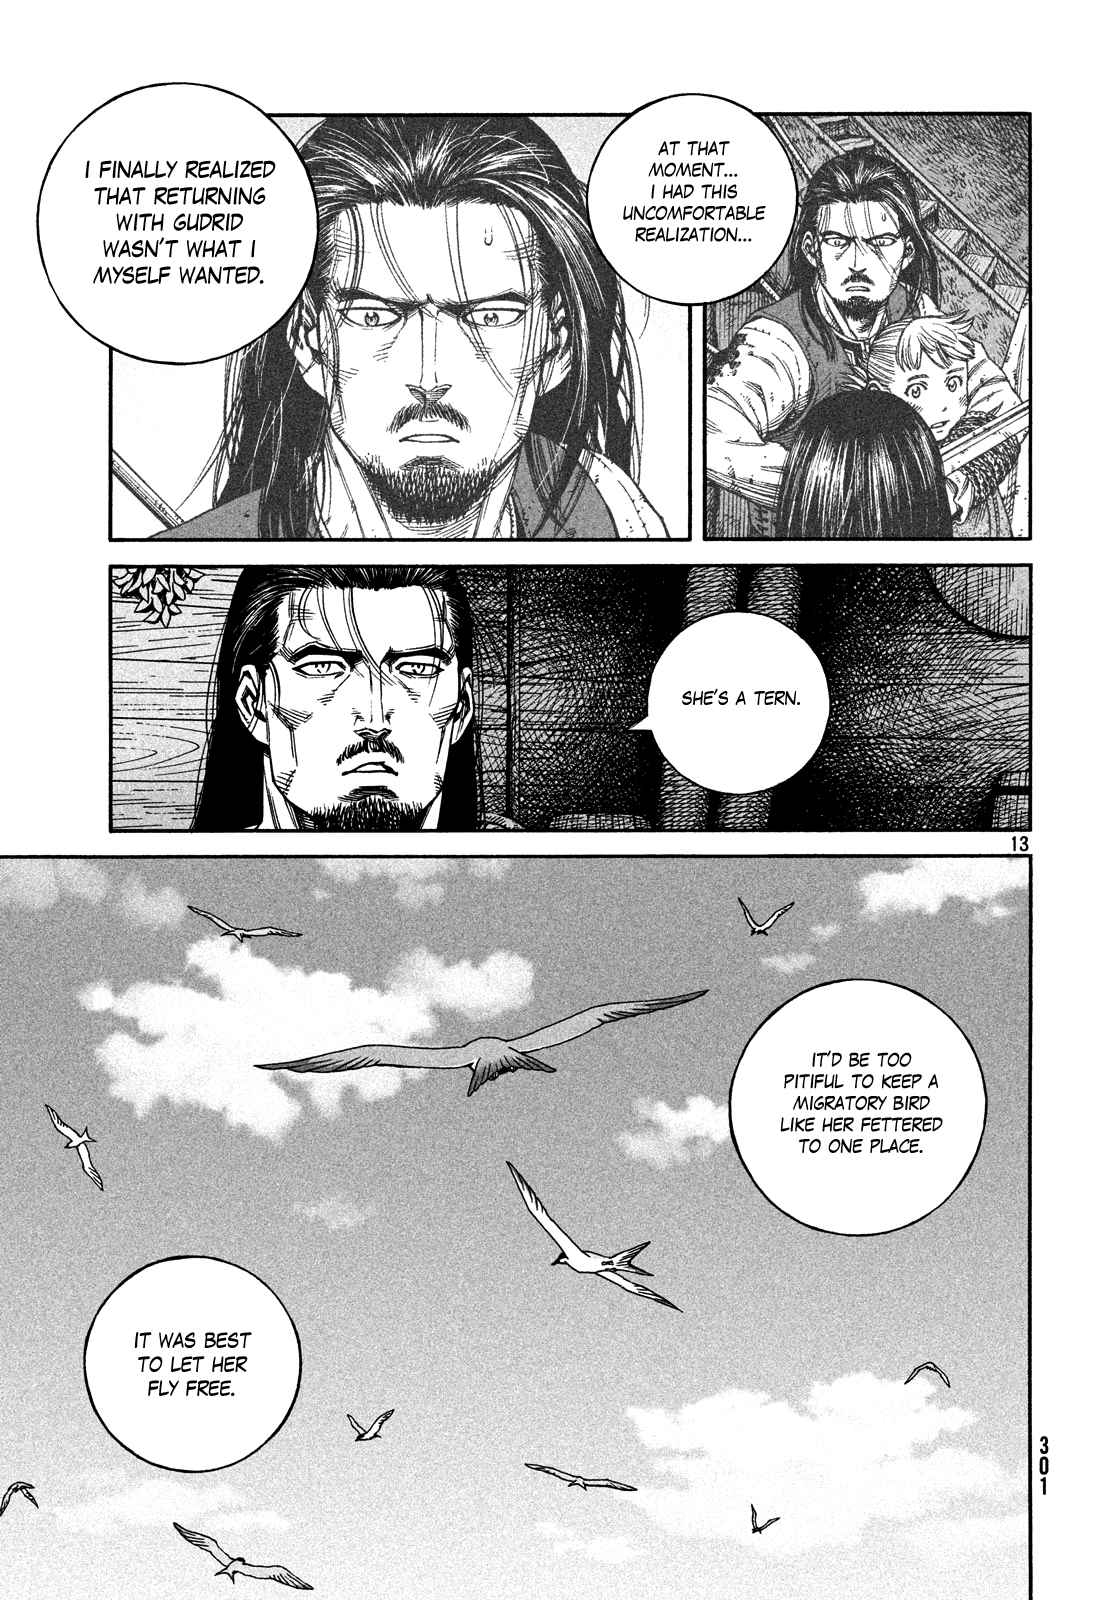 AT THAT
MOMENT...
I HAD THIS
UNCOMFORTABLE
REALIZATION...
I FINALLY REALIZED
THAT RETURNING
WITH GUDRID
WASN'T WHAT I
MYSELF WANTED.
SHE'S A TERN.
13
IT'D BE TOO
PITIFUL TO KEEP A
MIGRATORY BIRD
LIKE HER FETTERED
TO ONE PLACE.
IT WAS BEST
TO LET HER
FLY FREE.
301